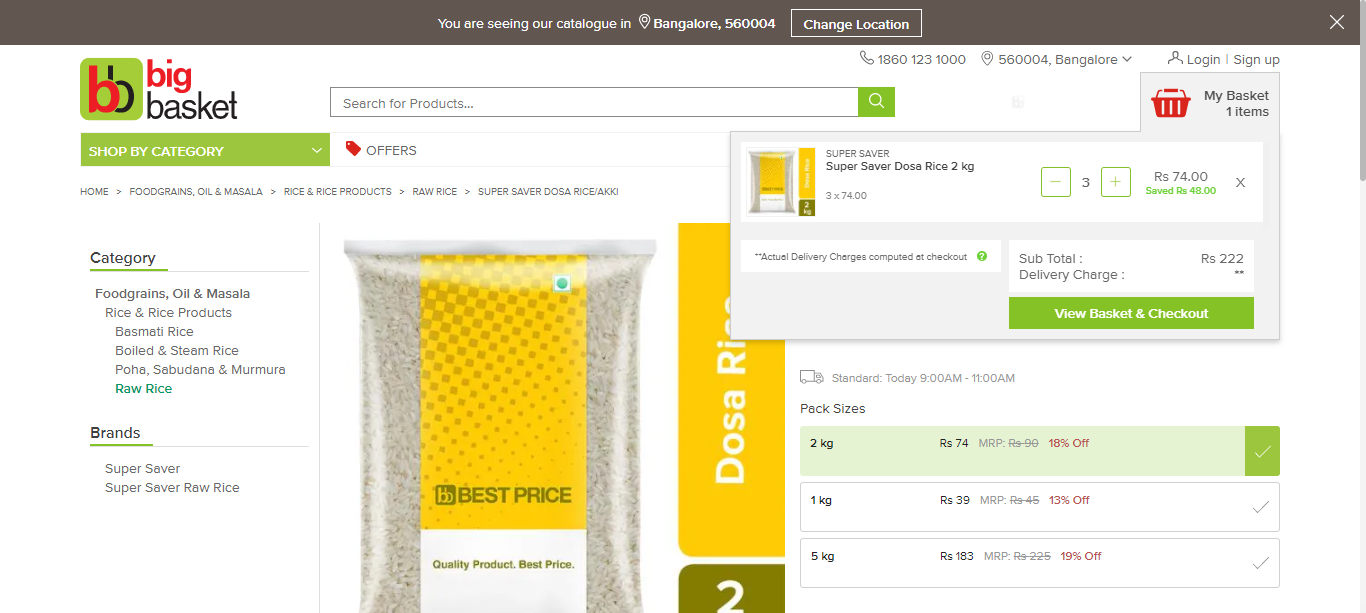 You are seeing our catalogue in Bangalore, 560004 Change Location
1860 123 1000 560004, Bangalore Login | Sign up
bb big basket
Search for Products...
My Basket
1 items
SHOP BY CATEGORY OFFERS
SUPER SAVER
Super Saver Dosa Rice 2 kg
3 x 74.00
3
Rs 74.00
Saved Rs 48.00
X
Dosa Rice
2 kg
**Actual Delivery Charges computed at checkout ?
Sub Total : Rs 222
Delivery Charge : **
View Basket & Checkout
HOME > FOODGRAINS, OIL & MASALA > RICE & RICE PRODUCTS > RAW RICE > SUPER SAVER DOSA RICE/AKKI
Category
Foodgrains, Oil & Masala
Rice & Rice Products
Basmati Rice
Boiled & Steam Rice
Poha, Sabudana & Murmura
Raw Rice
Brands
Super Saver
Super Saver Raw Rice
bb BEST PRICE
Quality Product. Best Price.
Dosa Rice
2
Standard: Today 9:00AM - 11:00AM
Pack Sizes
2 kg Rs 74 MRP: Rs 90 18% Off
1 kg Rs 39 MRP: Rs 45 13% Off
5 kg Rs 183 MRP: Rs 225 19% Off